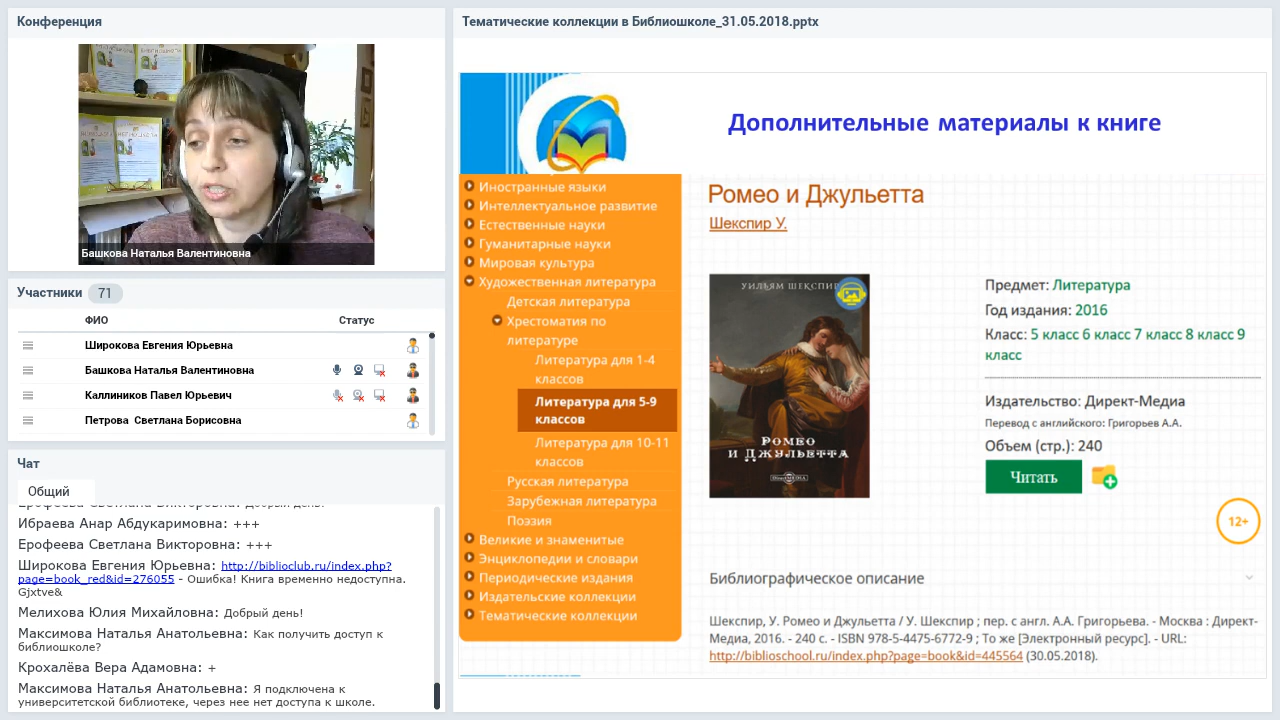 Конференция
Башкова Наталья Валентиновна
Участники 71
ФИО Статус
Широкова Евгения Юрьевна
Башкова Наталья Валентиновна
Каллиников Павел Юрьевич
Петрова Светлана Борисовна
Чат
Общий
Ерофеева Светлана Викторовна: Добрый день!
Ибраева Анар Абдукаримовна: +++
Ерофеева Светлана Викторовна: +++
Широкова Евгения Юрьевна: http://biblioclub.ru/index.php?
page=book_red&id=276055 - Ошибка! Книга временно недоступна.
Gjxtve&
Мелихова Юлия Михайловна: Добрый день!
Максимова Наталья Анатольевна: Как получить доступ к
библиошколе?
Крохалёва Вера Адамовна: +
Максимова Наталья Анатольевна: Я подключена к
университетской библиотеке, через нее нет доступа к школе.
Тематические коллекции в Библиошколе_31.05.2018.pptx
Дополнительные материалы к книге
Иностранные языки
Интеллектуальное развитие
Естественные науки
Гуманитарные науки
Мировая культура
Художественная литература
Детская литература
Хрестоматия по
литературе
Литература для 1-4
классов
Литература для 5-9
классов
Литература для 10-11
классов
Русская литература
Зарубежная литература
Поэзия
Великие и знаменитые
Энциклопедии и словари
Периодические издания
Издательские коллекции
Тематические коллекции
Ромео и Джульетта
Шекспир У.
УИЛЬЯМ ШЕКСПИР
РОМЕО
И ДЖУЛЬЕТТА
Предмет: Литература
Год издания: 2016
Класс: 5 класс 6 класс 7 класс 8 класс 9
класс
Издательство: Директ-Медиа
Перевод с английского: Григорьев А.А.
Объем (стр.): 240
Читать
12+
Библиографическое описание
Шекспир, У. Ромео и Джульетта / У. Шекспир ; пер. с англ. А.А. Григорьева. - Москва : Директ-
Медиа, 2016. - 240 с. - ISBN 978-5-4475-6772-9 ; То же [Электронный ресурс]. - URL:
http://biblioschool.ru/index.php?page=book&id=445564 (30.05.2018).